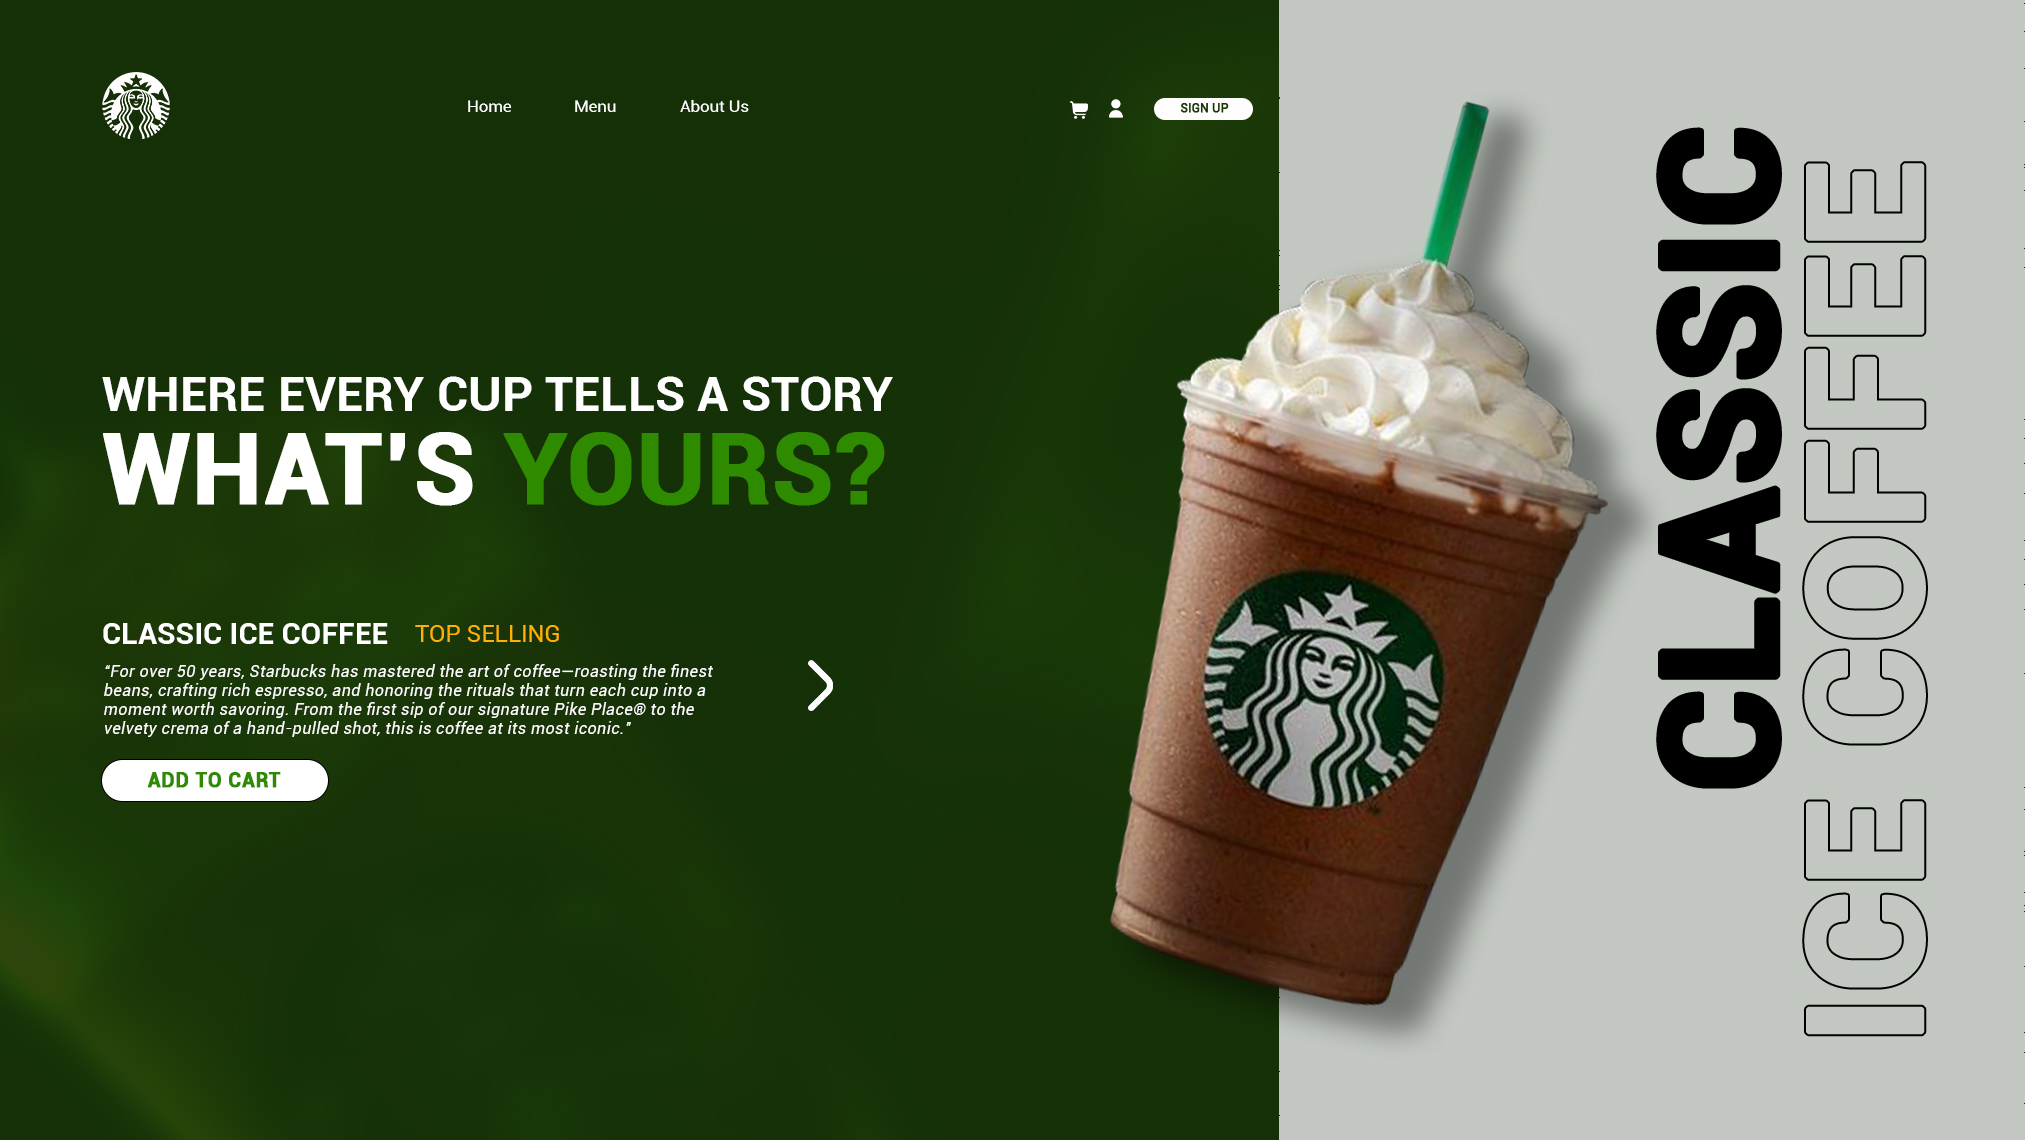 Home
Menu
About Us
SIGN UP
WHERE EVERY CUP TELLS A STORY
WHAT'S YOURS?
CLASSIC ICE COFFEE TOP SELLING
“For over 50 years, Starbucks has mastered the art of coffee—roasting the finest
beans, crafting rich espresso, and honoring the rituals that turn each cup into a
moment worth savoring. From the first sip of our signature Pike Place® to the
velvety crema of a hand-pulled shot, this is coffee at its most iconic.”
ADD TO CART
CLASSIC
ICE COFFEE